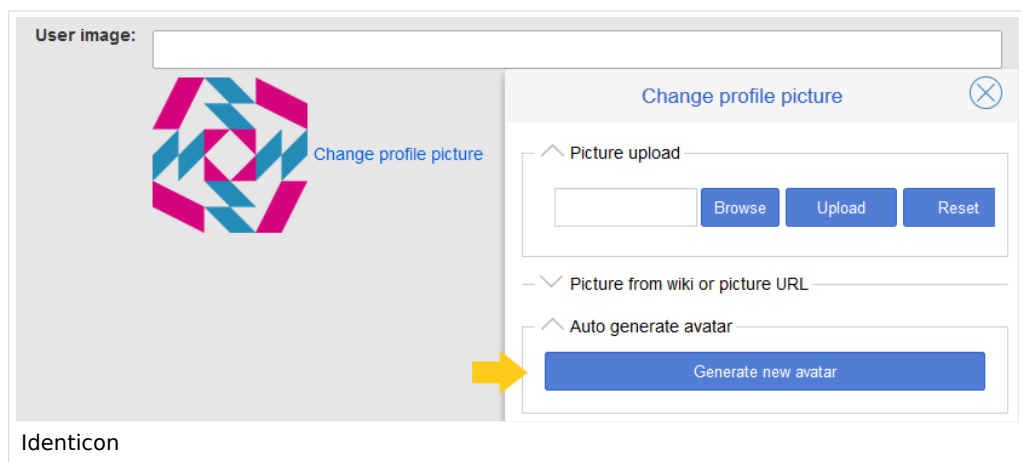 User image:
Change profile picture
Change profile picture
Picture upload
Browse Upload Reset
Picture from wiki or picture URL
Auto generate avatar
Generate new avatar
Identicon